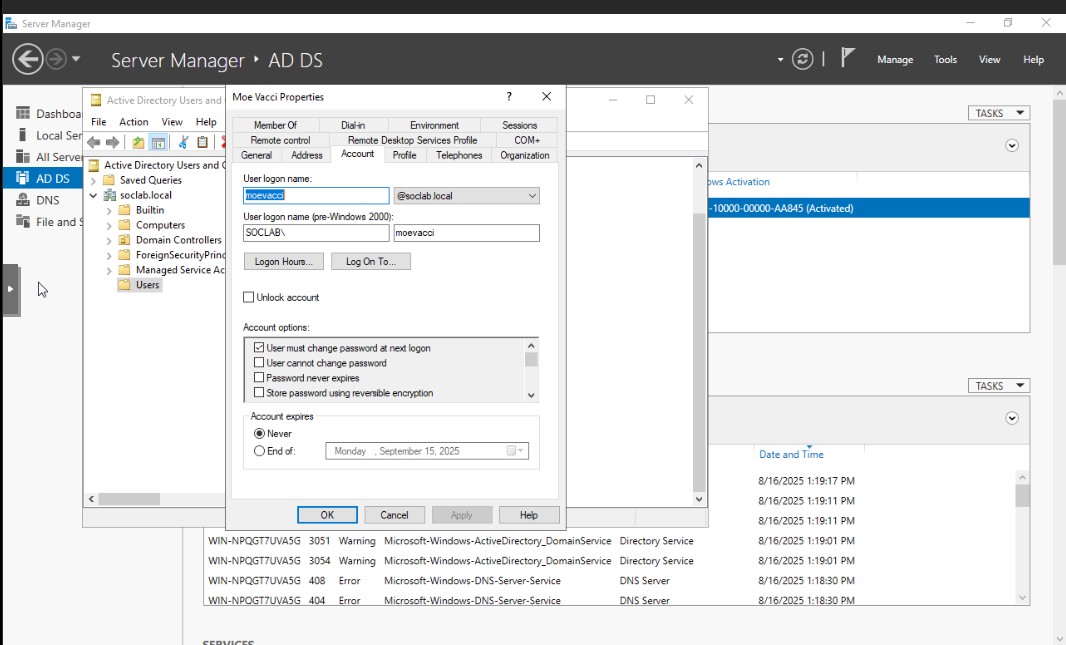 Server Manager
Server Manager ‣ AD DS
Manage Tools View Help
Dashboa
Local Ser
All Serve
AD DS
DNS
File and S
Active Directory Users and
File Action View Help
Active Directory Users and C
Saved Queries
soclab.local
Builtin
Computers
Domain Controllers
ForeignSecurityPrinc
Managed Service Ac
Users
Moe Vacci Properties
Member Of Dial-in Environment Sessions
Remote control Remote Desktop Services Profile COM+
General Address Account Profile Telephones Organization
User logon name:
moevacci @soclab.local
User logon name (pre-Windows 2000):
SOCLAB\ moevacci
Logon Hours... Log On To...
Unlock account
Account options:
User must change password at next logon
User cannot change password
Password never expires
Store password using reversible encryption
Account expires
Never
End of: Monday , September 15, 2025
OK Cancel Apply Help
TASKS
ows Activation
-10000-00000-AA845 (Activated)
TASKS
Date and Time
8/16/2025 1:19:17 PM
8/16/2025 1:19:11 PM
8/16/2025 1:19:11 PM
WIN-NPQGT7UVA5G 3051 Warning Microsoft-Windows-ActiveDirectory_DomainService Directory Service 8/16/2025 1:19:01 PM
WIN-NPQGT7UVA5G 3054 Warning Microsoft-Windows-ActiveDirectory_DomainService Directory Service 8/16/2025 1:19:01 PM
WIN-NPQGT7UVA5G 408 Error Microsoft-Windows-DNS-Server-Service DNS Server 8/16/2025 1:18:30 PM
WIN-NPQGT7UVA5G 404 Error Microsoft-Windows-DNS-Server-Service DNS Server 8/16/2025 1:18:30 PM
SERVICES